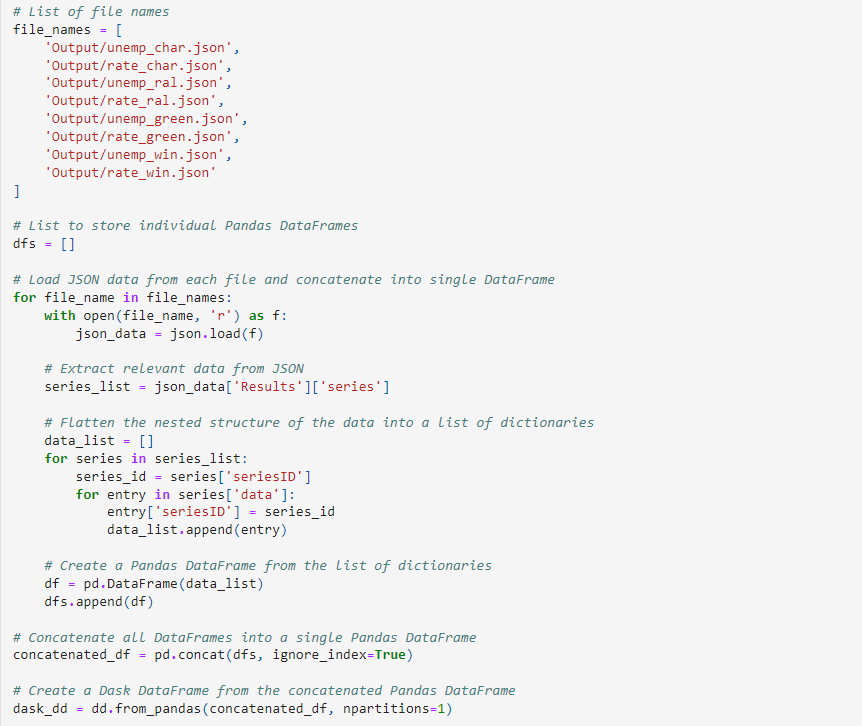 # List of file names
file_names = [
    'Output/unemp_char.json',
    'Output/rate_char.json',
    'Output/unemp_ral.json',
    'Output/rate_ral.json',
    'Output/unemp_green.json',
    'Output/rate_green.json',
    'Output/unemp_win.json',
    'Output/rate_win.json'
]

# List to store individual Pandas DataFrames
dfs = []

# Load JSON data from each file and concatenate into single DataFrame
for file_name in file_names:
    with open(file_name, 'r') as f:
        json_data = json.load(f)

    # Extract relevant data from JSON
    series_list = json_data['Results']['series']

    # Flatten the nested structure of the data into a list of dictionaries
    data_list = []
    for series in series_list:
        series_id = series['seriesID']
        for entry in series['data']:
            entry['seriesID'] = series_id
            data_list.append(entry)

    # Create a Pandas DataFrame from the list of dictionaries
    df = pd.DataFrame(data_list)
    dfs.append(df)

# Concatenate all DataFrames into a single Pandas DataFrame
concatenated_df = pd.concat(dfs, ignore_index=True)

# Create a Dask DataFrame from the concatenated Pandas DataFrame
dask_dd = dd.from_pandas(concatenated_df, npartitions=1)